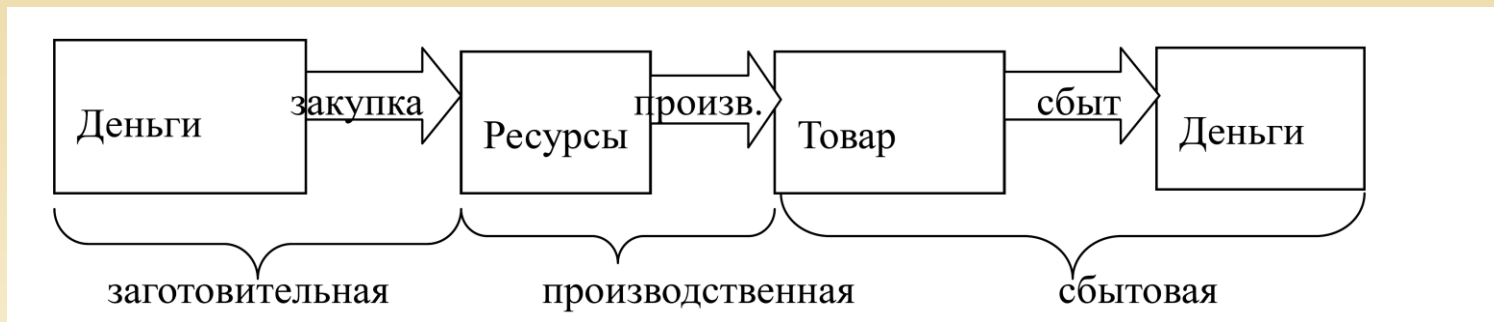 закупка
произв.
сбыт
Деньги
Ресурсы
Товар
Деньги
заготовительная
производственная
сбытовая